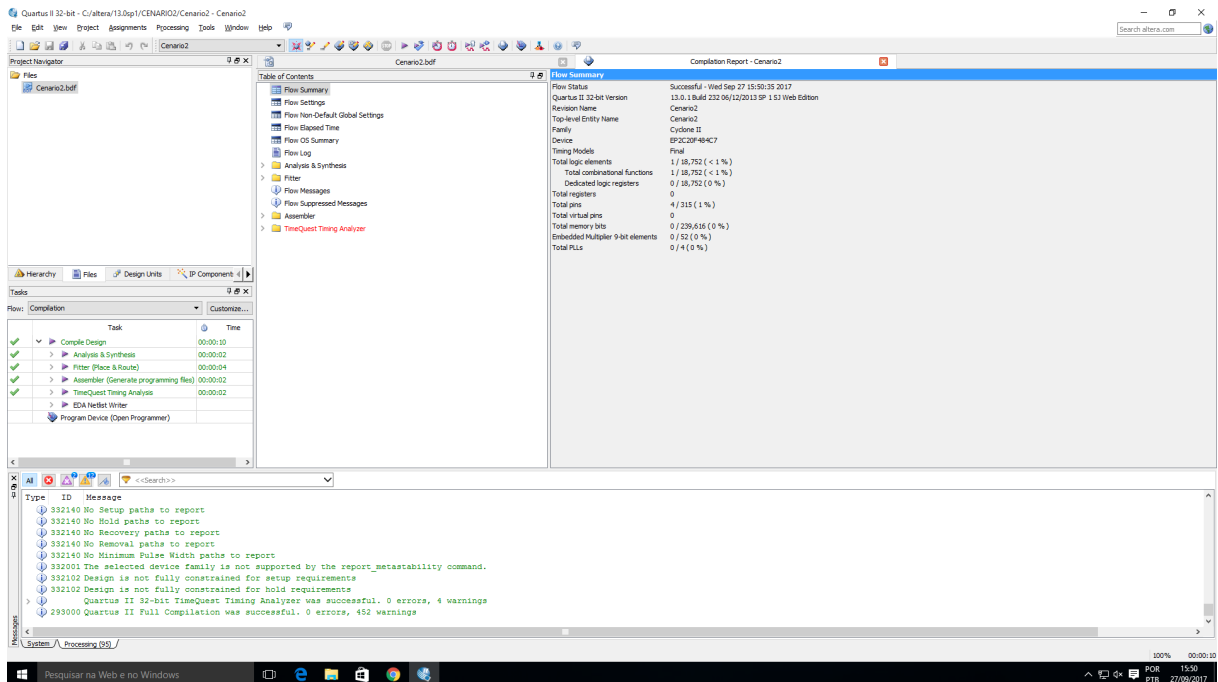 Quartus II 32-bit - C:/altera/13.0sp1/CENARIO2/Cenario2 - Cenario2
File Edit View Project Assignments Processing Tools Window Help
Search altera.com
Cenario2
Project Navigator
Files
Cenario2.bdf
Hierarchy Files Design Units IP Component
Tasks
Flow: Compilation Customize...
Task Time
Compile Design 00:00:10
Analysis & Synthesis 00:00:02
Fitter (Place & Route) 00:00:04
Assembler (Generate programming files) 00:00:02
TimeQuest Timing Analysis 00:00:02
EDA Netlist Writer
Program Device (Open Programmer)
Cenario2.bdf
Compilation Report - Cenario2
Table of Contents
Flow Summary
Flow Settings
Flow Non-Default Global Settings
Flow Elapsed Time
Flow OS Summary
Flow Log
Analysis & Synthesis
Fitter
Flow Messages
Flow Suppressed Messages
Assembler
TimeQuest Timing Analyzer
Flow Summary
Flow Status Successful - Wed Sep 27 15:50:35 2017
Quartus II 32-bit Version 13.0.1 Build 232 06/12/2013 SP 1 SJ Web Edition
Revision Name Cenario2
Top-level Entity Name Cenario2
Family Cyclone II
Device EP2C20F484C7
Timing Models Final
Total logic elements 1 / 18,752 ( < 1 % )
Total combinational functions 1 / 18,752 ( < 1 % )
Dedicated logic registers 0 / 18,752 ( 0 % )
Total registers 0
Total pins 4 / 315 ( 1 % )
Total virtual pins 0
Total memory bits 0 / 239,616 ( 0 % )
Embedded Multiplier 9-bit elements 0 / 52 ( 0 % )
Total PLLs 0 / 4 ( 0 % )
All <<Search>>
Type ID Message
332140 No Setup paths to report
332140 No Hold paths to report
332140 No Recovery paths to report
332140 No Removal paths to report
332140 No Minimum Pulse Width paths to report
332001 The selected device family is not supported by the report_metastability command.
332102 Design is not fully constrained for setup requirements
332102 Design is not fully constrained for hold requirements
Quartus II 32-bit TimeQuest Timing Analyzer was successful. 0 errors, 4 warnings
293000 Quartus II Full Compilation was successful. 0 errors, 452 warnings
Messages
System Processing (95)
100% 00:00:10
Pesquisar na Web e no Windows
POR 15:50
PTB 27/09/2017